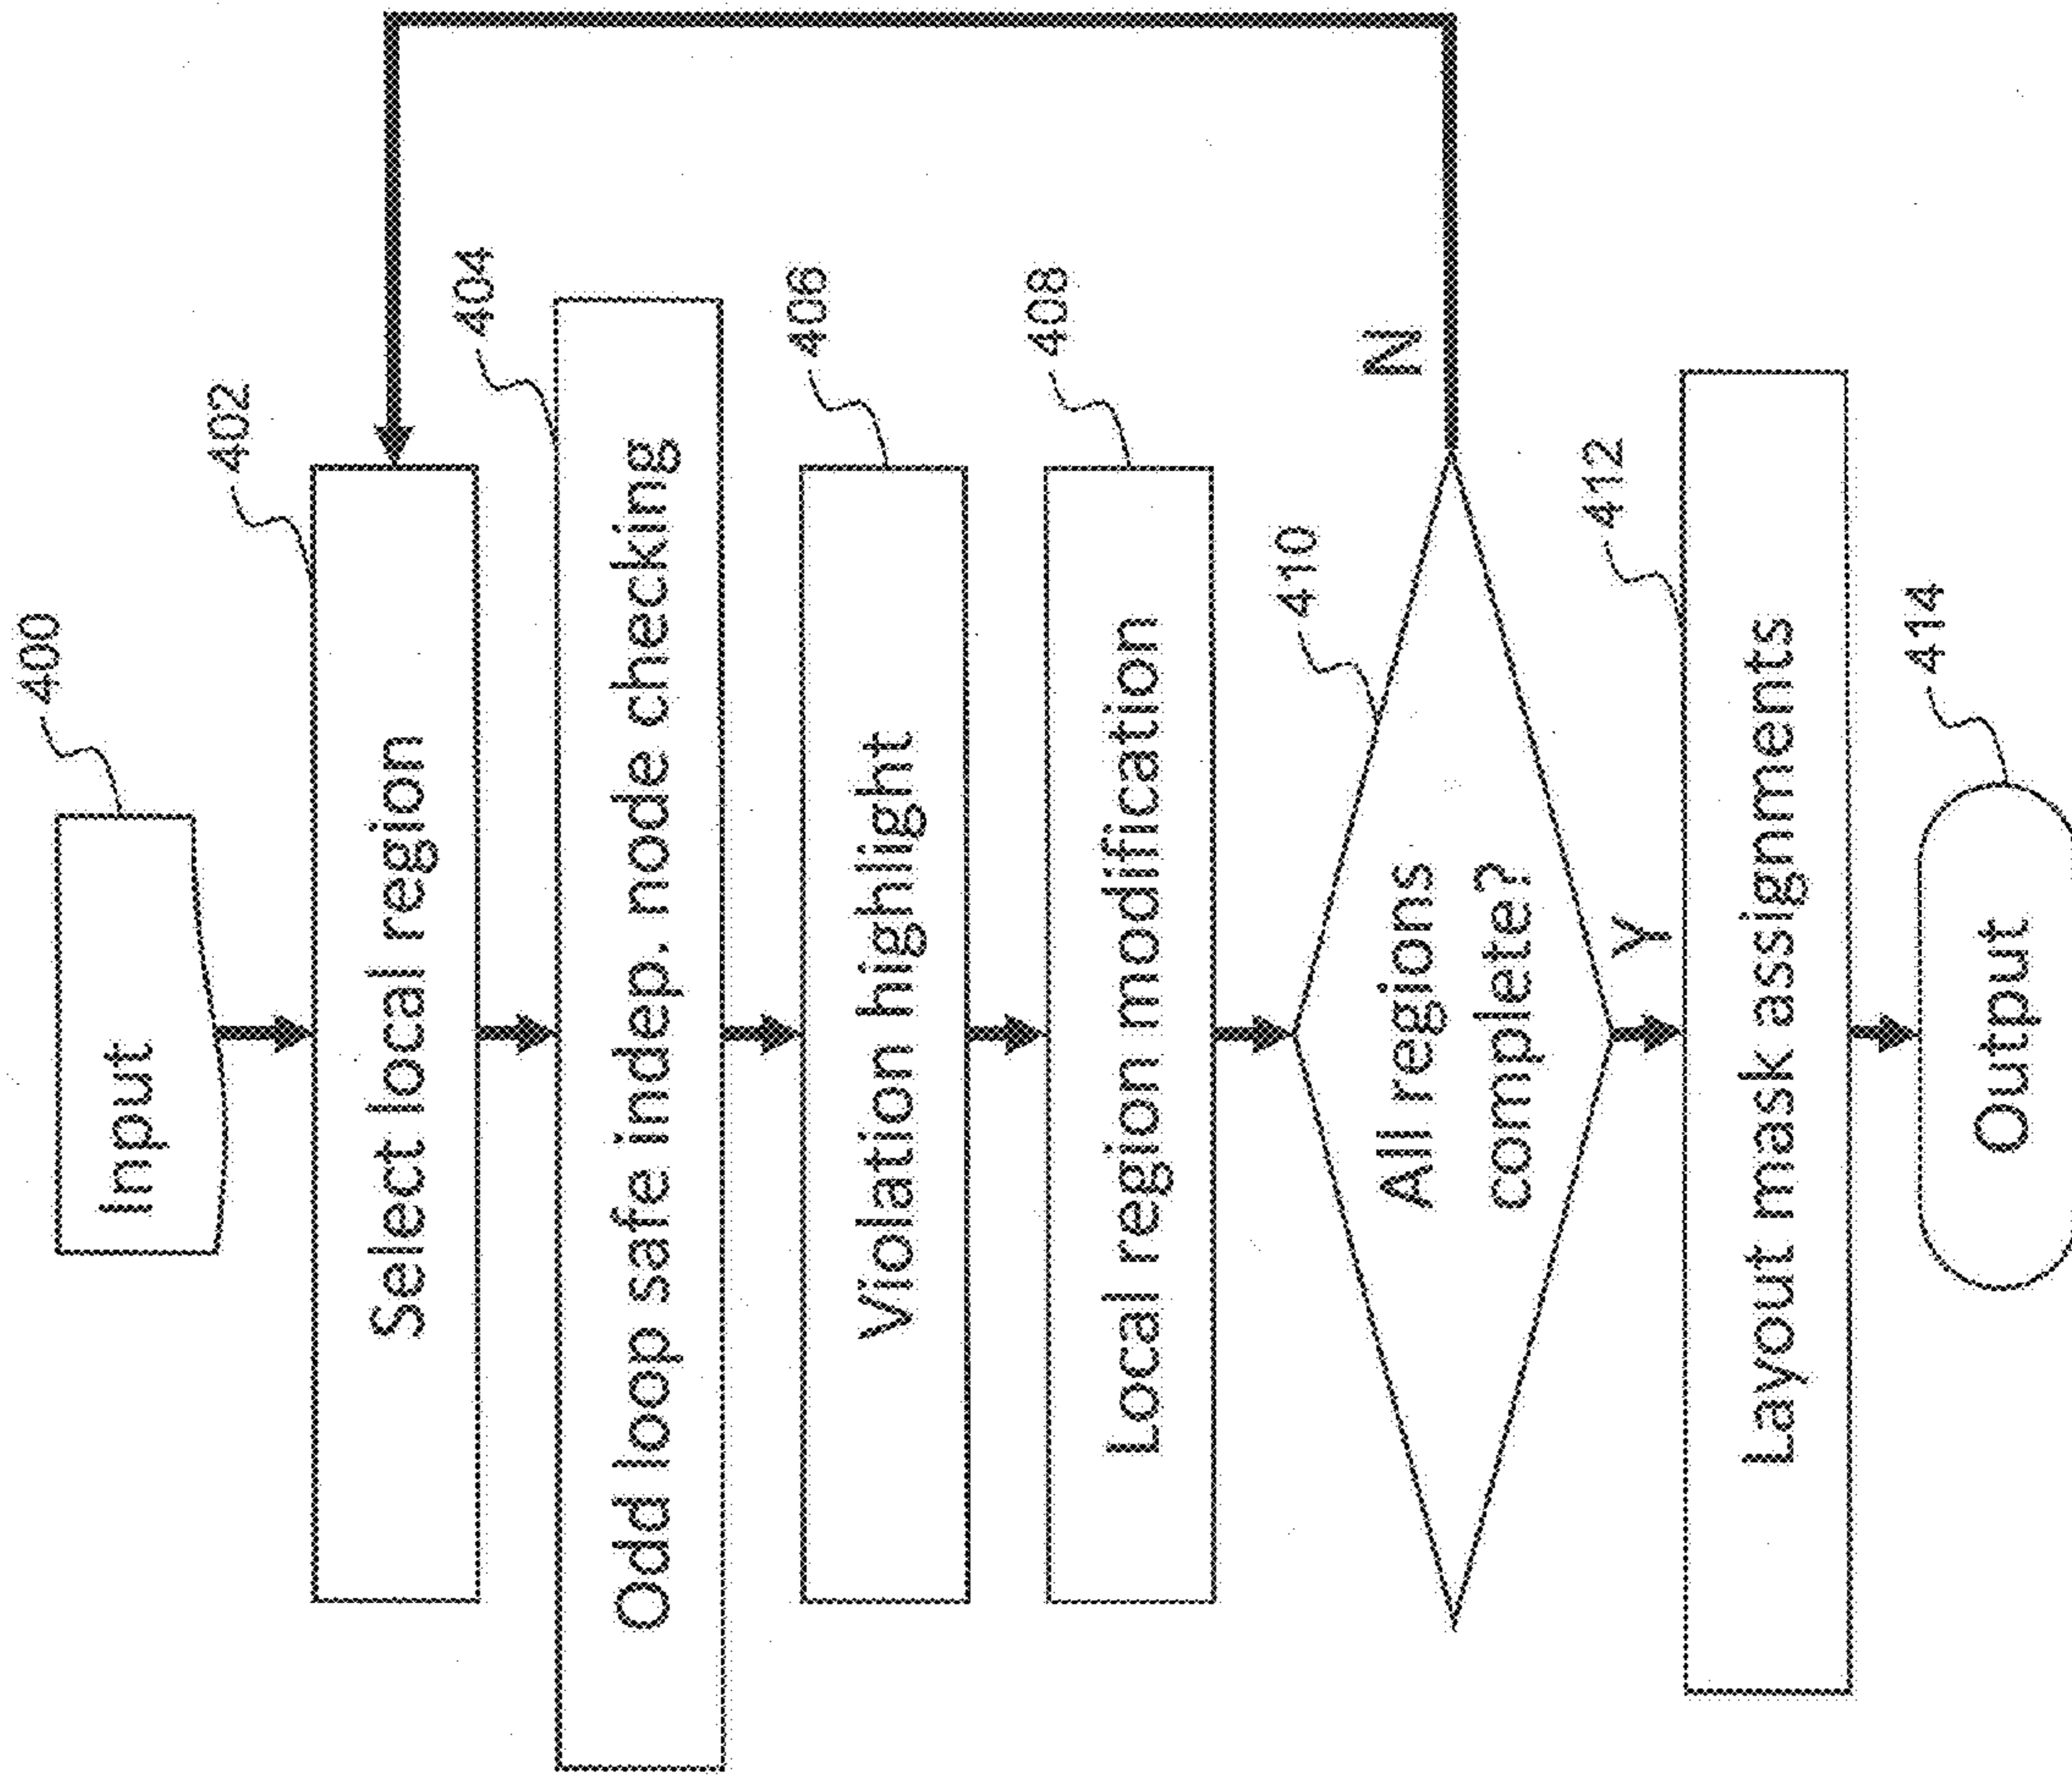 400
Input
402
Select local region
404
Odd loop safe indep. node checking
406
Violation highlight
408
Local region modification
410
All regions
complete?
N
Y
412
Layout mask assignments
414
Output